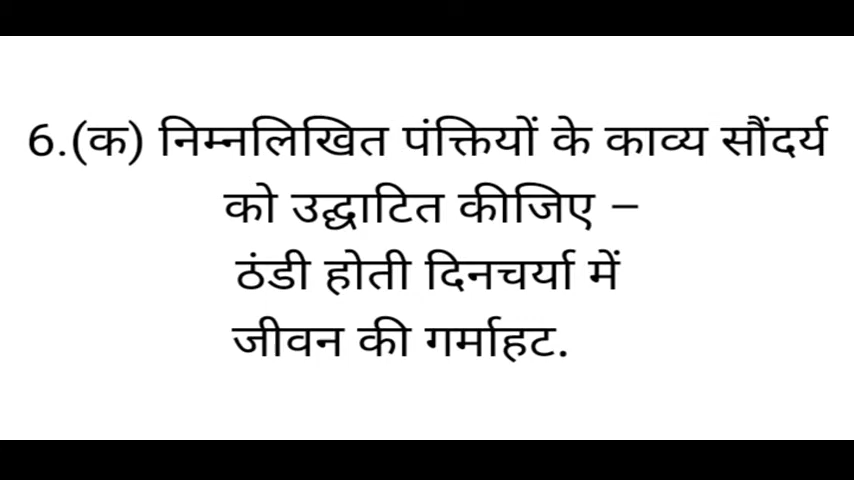 6.(क) निम्नलिखित पंक्तियों के काव्य सौंदर्य
को उद्घाटित कीजिए –
ठंडी होती दिनचर्या में
जीवन की गर्माहट.